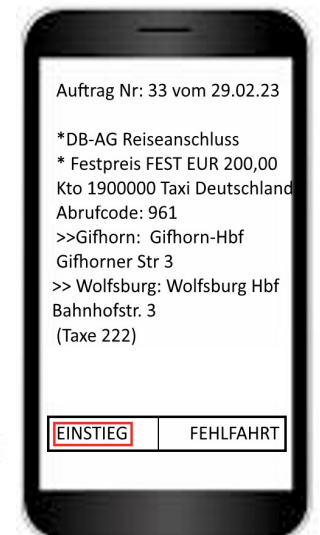 Auftrag Nr: 33 vom 29.02.23
*DB-AG Reiseanschluss
* Festpreis FEST EUR 200,00
Kto 1900000 Taxi Deutschland
Abrufcode: 961
>>Gifhorn: Gifhorn-Hbf
Gifhorner Str 3
>> Wolfsburg: Wolfsburg Hbf
Bahnhofstr. 3
(Taxe 222)
EINSTIEG FEHLFAHRT